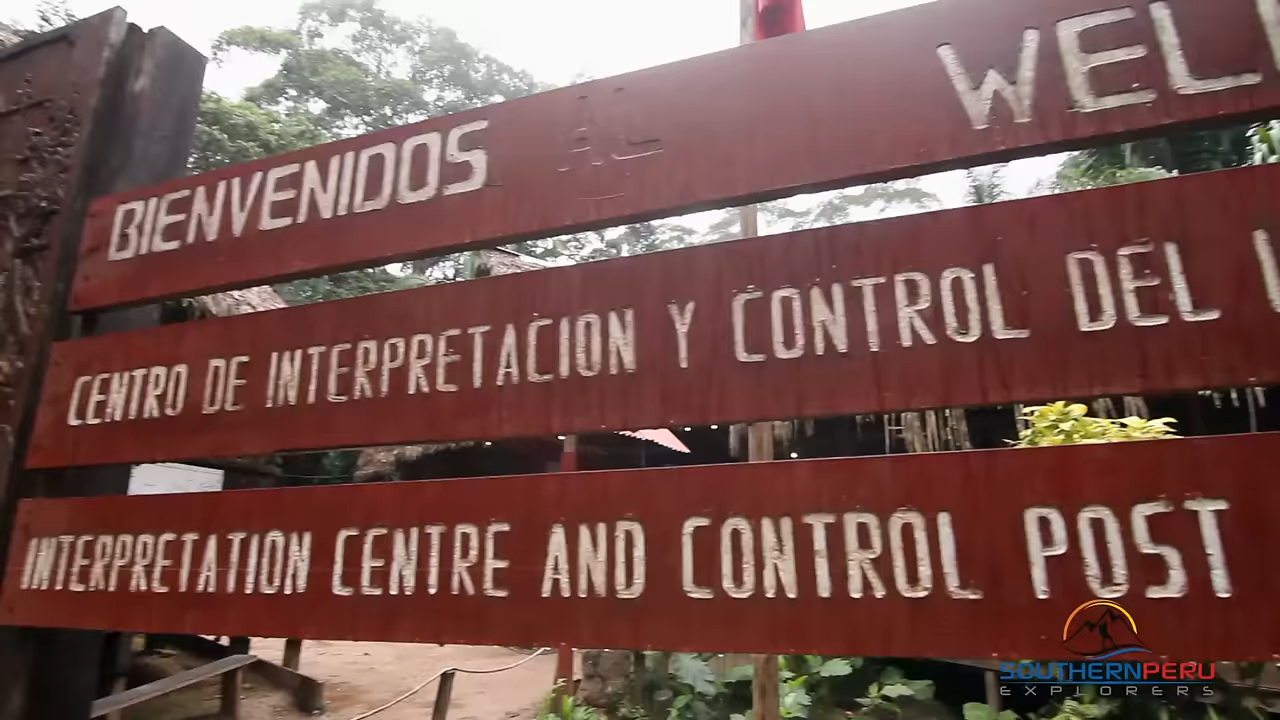 BIENVENIDOS AL WEL
CENTRO DE INTERPRETACION Y CONTROL DEL
INTERPRETATION CENTRE AND CONTROL POST
SOUTHERNPERU
EXPLORERS